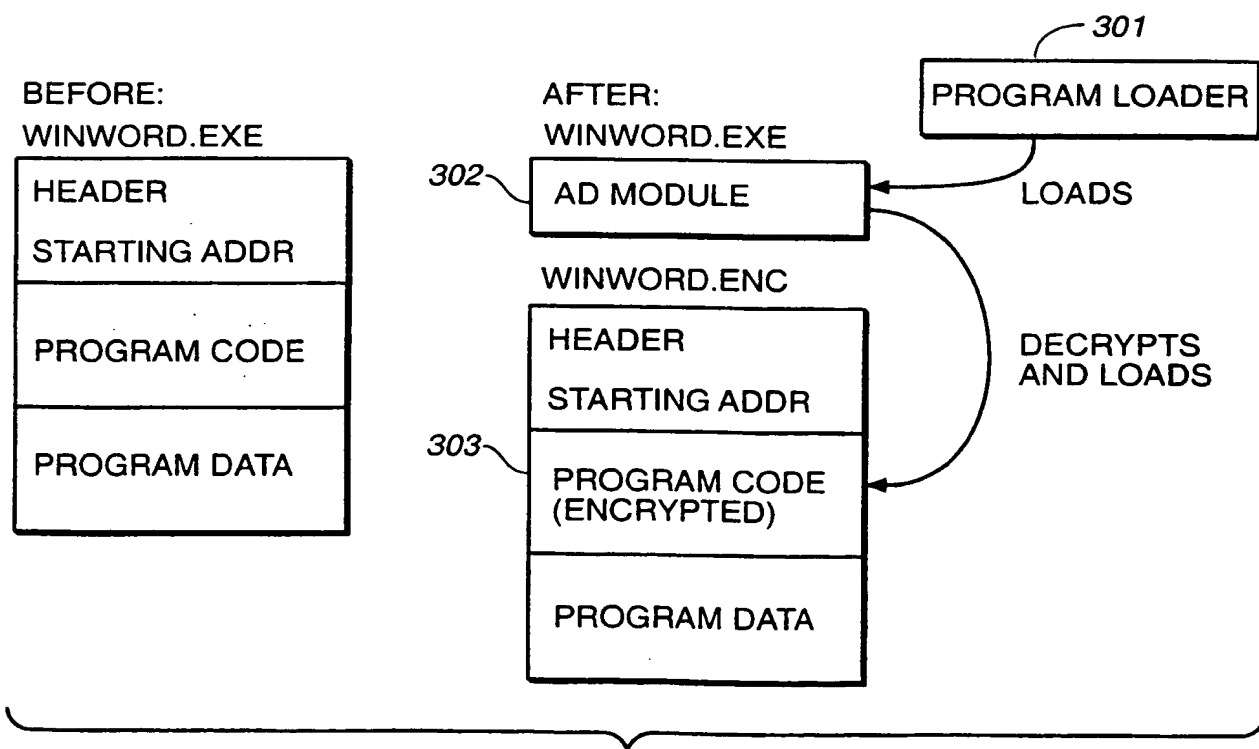 BEFORE:
WINWORD.EXE
HEADER
STARTING ADDR
PROGRAM CODE
PROGRAM DATA
AFTER:
WINWORD.EXE
302
AD MODULE
301
PROGRAM LOADER
LOADS
WINWORD.ENC
HEADER
STARTING ADDR
303
PROGRAM CODE
(ENCRYPTED)
PROGRAM DATA
DECRYPTS
AND LOADS